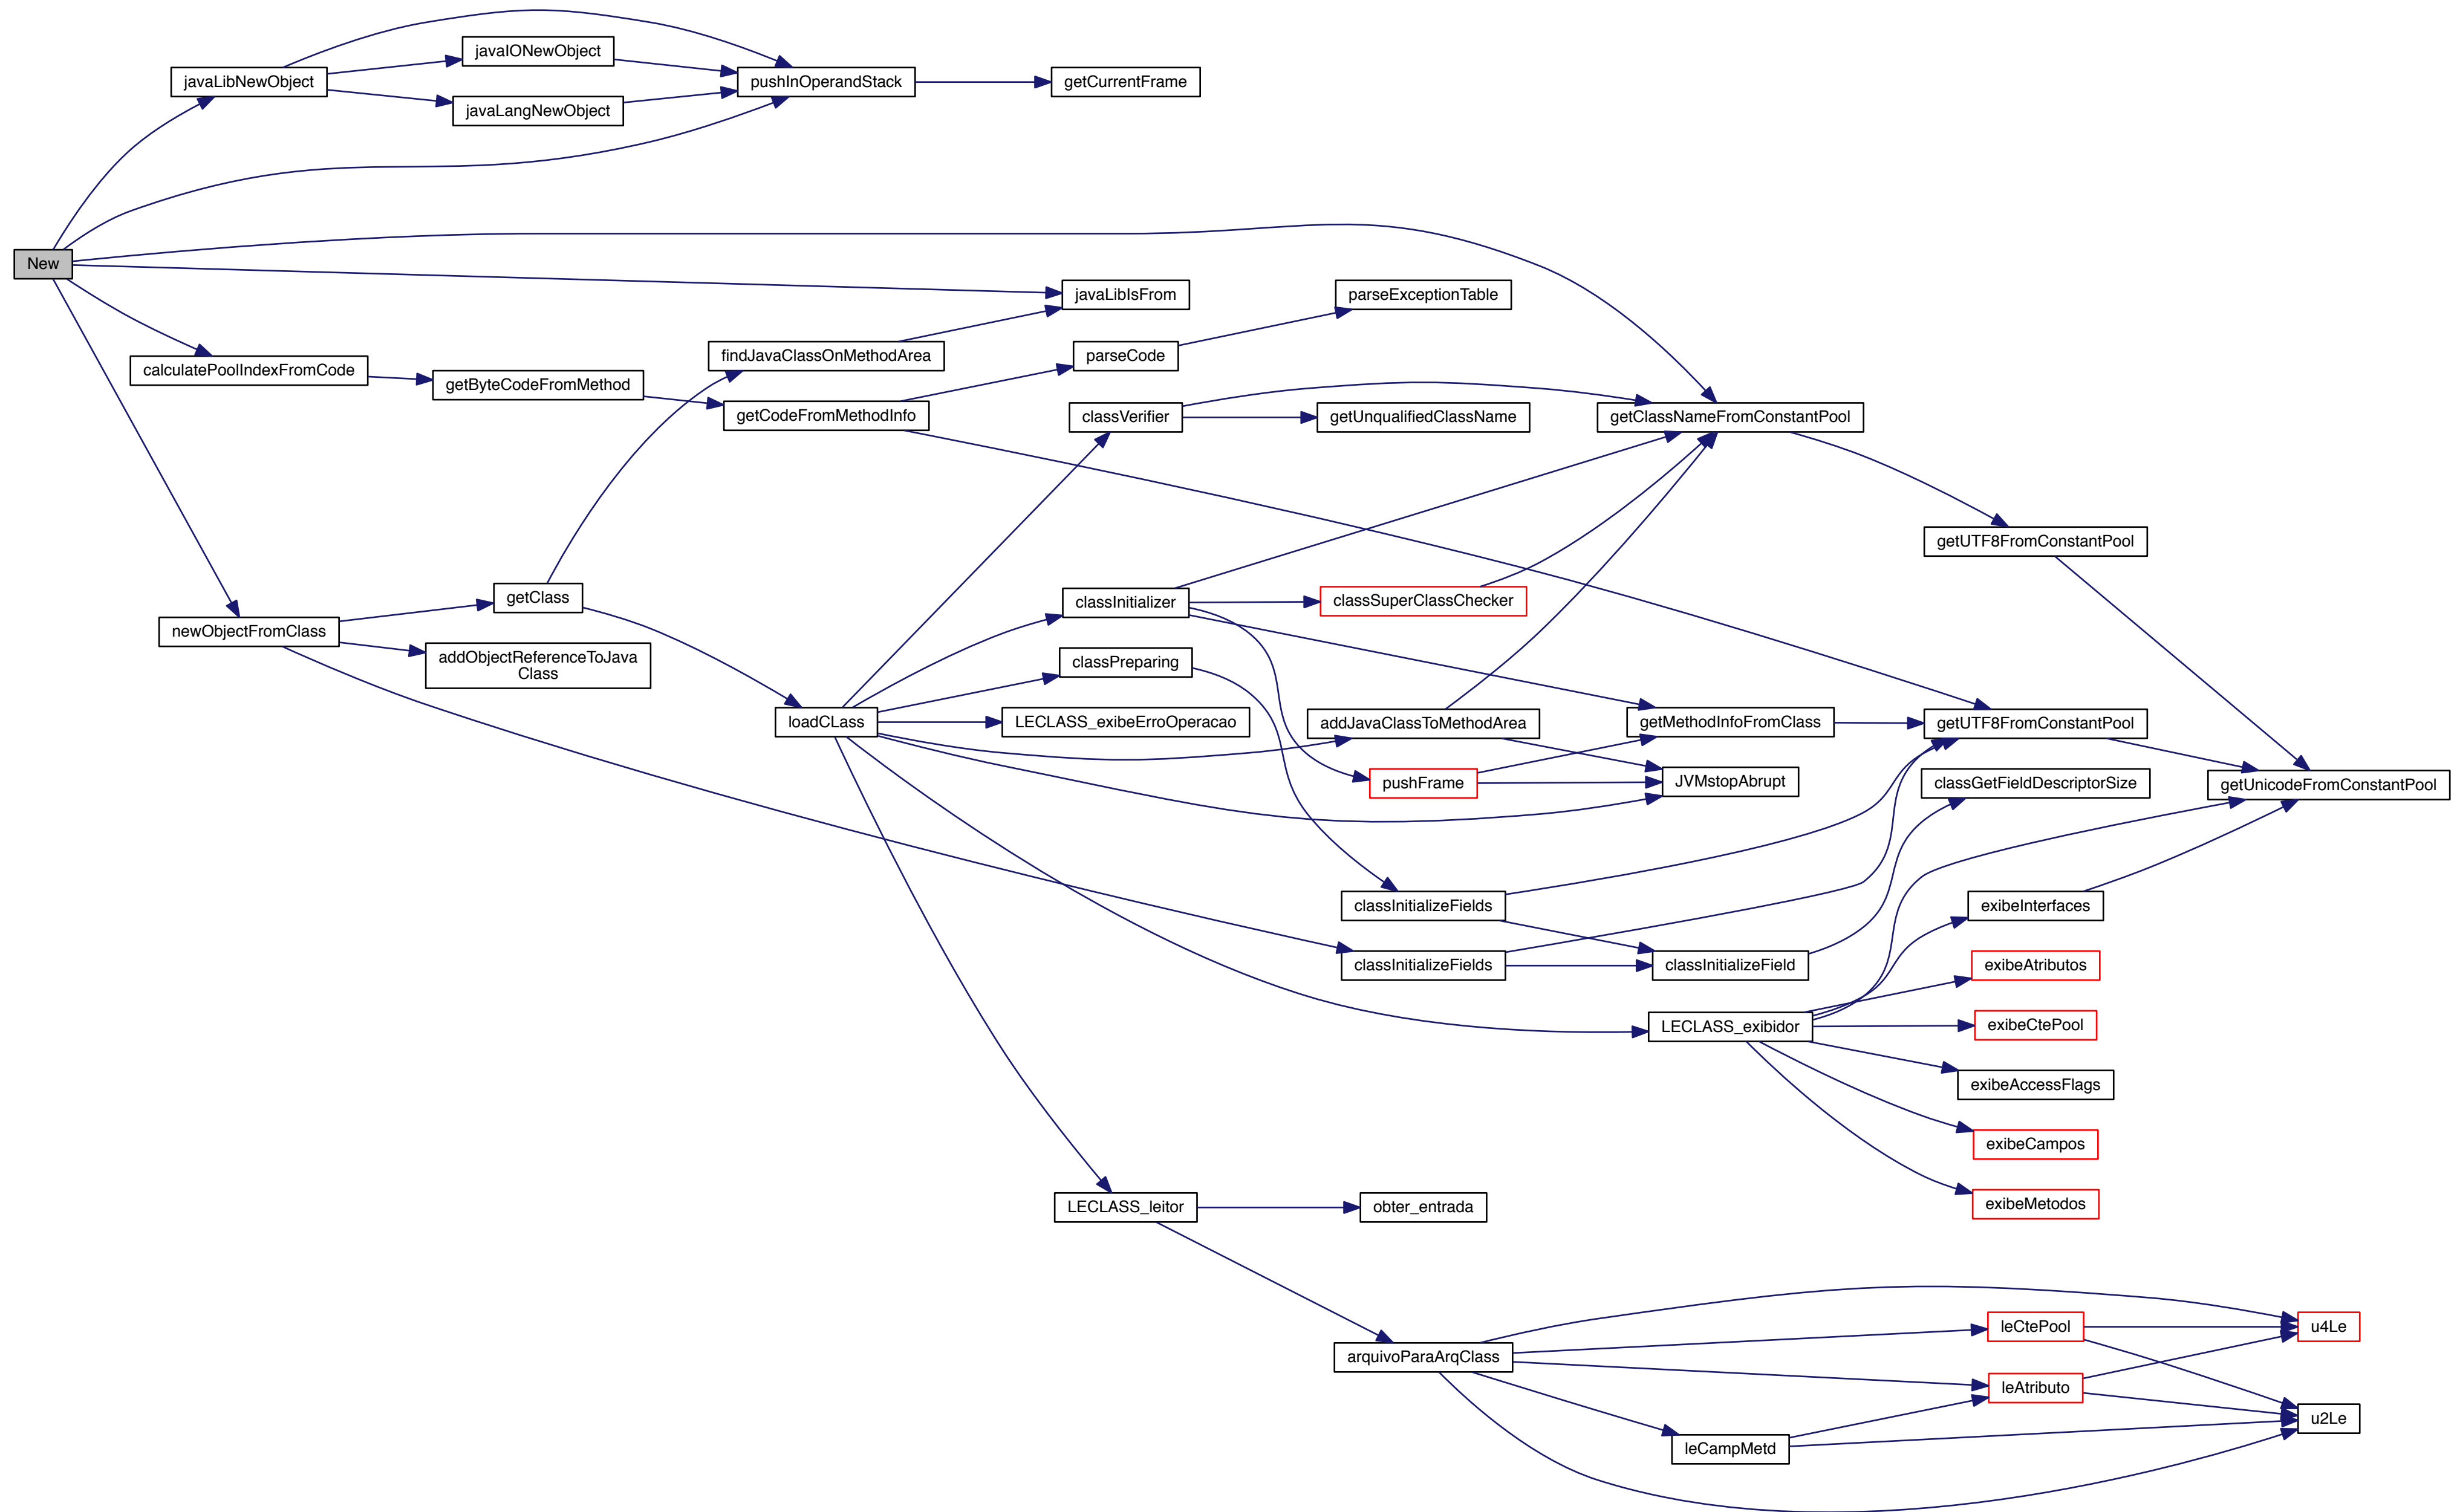 New
javaLibNewObject
javaIONewObject
javaLangNewObject
pushInOperandStack
getCurrentFrame
javaLibIsFrom
calculatePoolIndexFromCode
getByteCodeFromMethod
findJavaClassOnMethodArea
getCodeFromMethodInfo
parseCode
parseExceptionTable
classVerifier
getUnqualifiedClassName
getClassNameFromConstantPool
getUTF8FromConstantPool
newObjectFromClass
getClass
addObjectReferenceToJava
Class
loadCLass
classInitializer
classSuperClassChecker
classPreparing
LECLASS_exibeErroOperacao
addJavaClassToMethodArea
pushFrame
getMethodInfoFromClass
JVMstopAbrupt
getUTF8FromConstantPool
classGetFieldDescriptorSize
getUnicodeFromConstantPool
classInitializeFields
classInitializeFields
classInitializeField
exibeInterfaces
exibeAtributos
LECLASS_exibidor
exibeCtePool
exibeAccessFlags
exibeCampos
exibeMetodos
LECLASS_leitor
obter_entrada
arquivoParaArqClass
leCtePool
leAtributo
leCampMetd
u4Le
u2Le